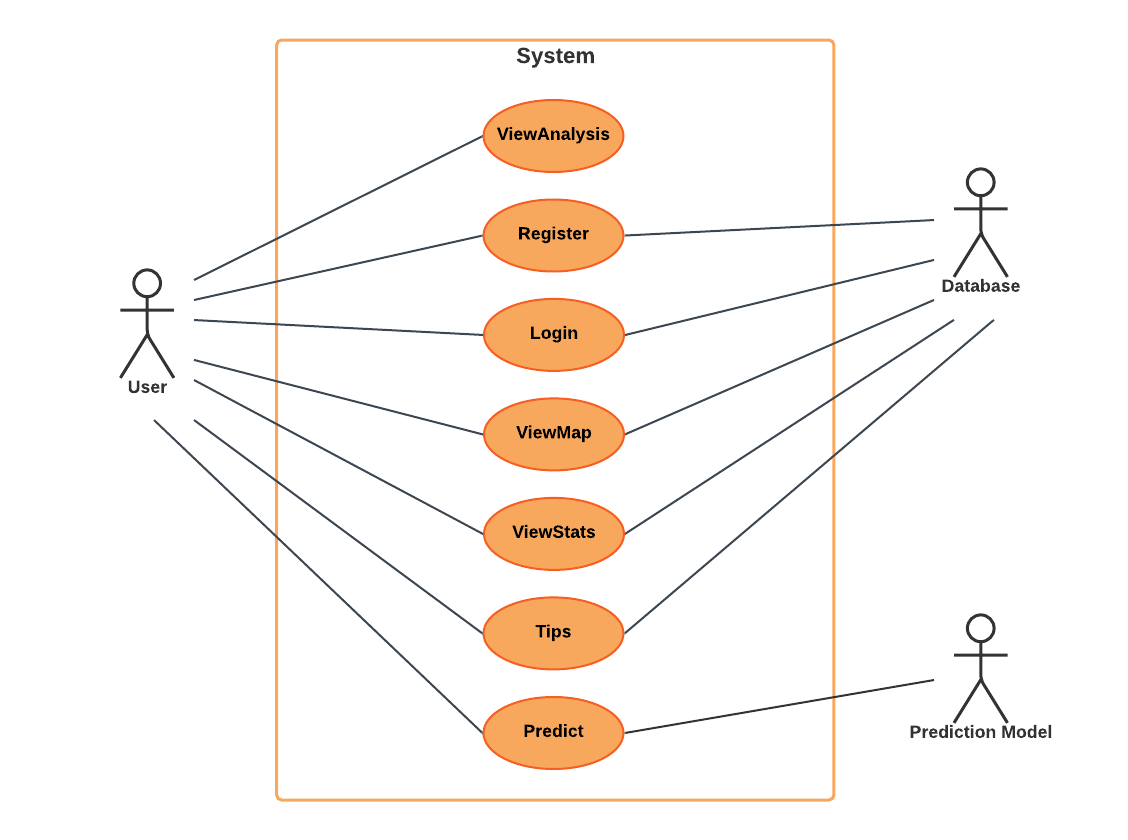 System
ViewAnalysis
Register
Login
ViewMap
ViewStats
Tips
Predict
User
Database
Prediction Model